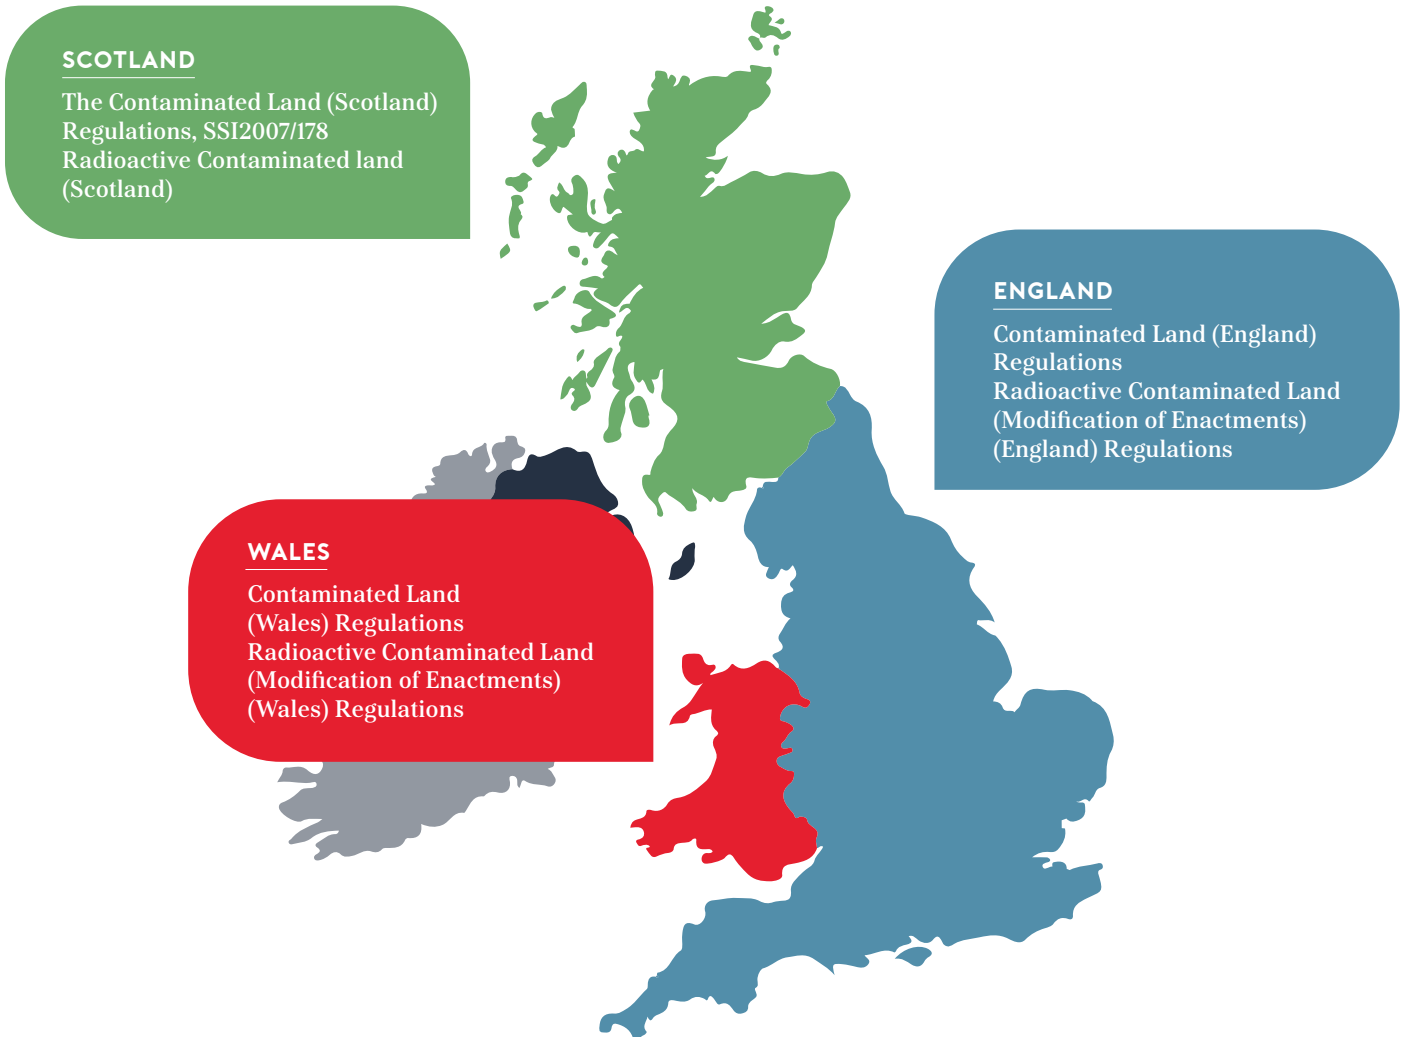 SCOTLAND
The Contaminated Land (Scotland)
Regulations, SSI2007/178
Radioactive Contaminated land
(Scotland)
ENGLAND
Contaminated Land (England)
Regulations
Radioactive Contaminated Land
(Modification of Enactments)
(England) Regulations
WALES
Contaminated Land
(Wales) Regulations
Radioactive Contaminated Land
(Modification of Enactments)
(Wales) Regulations